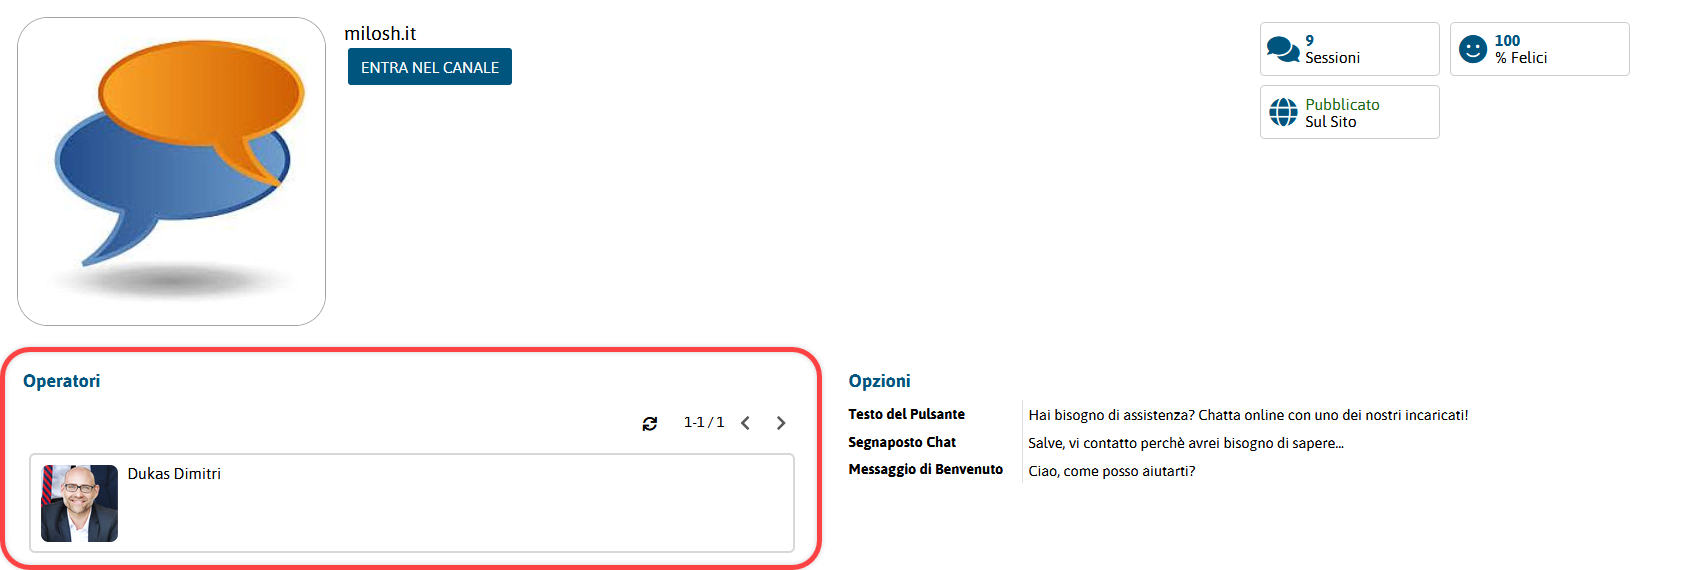 milosh.it
ENTRA NEL CANALE
9
Sessioni
100
% Felici
Pubblicato
Sul Sito
Operatori
1-1 / 1
Dukas Dimitri
Opzioni
Testo del Pulsante Hai bisogno di assistenza? Chatta online con uno dei nostri incaricati!
Segnaposto Chat Salve, vi contatto perchè avrei bisogno di sapere...
Messaggio di Benvenuto Ciao, come posso aiutarti?